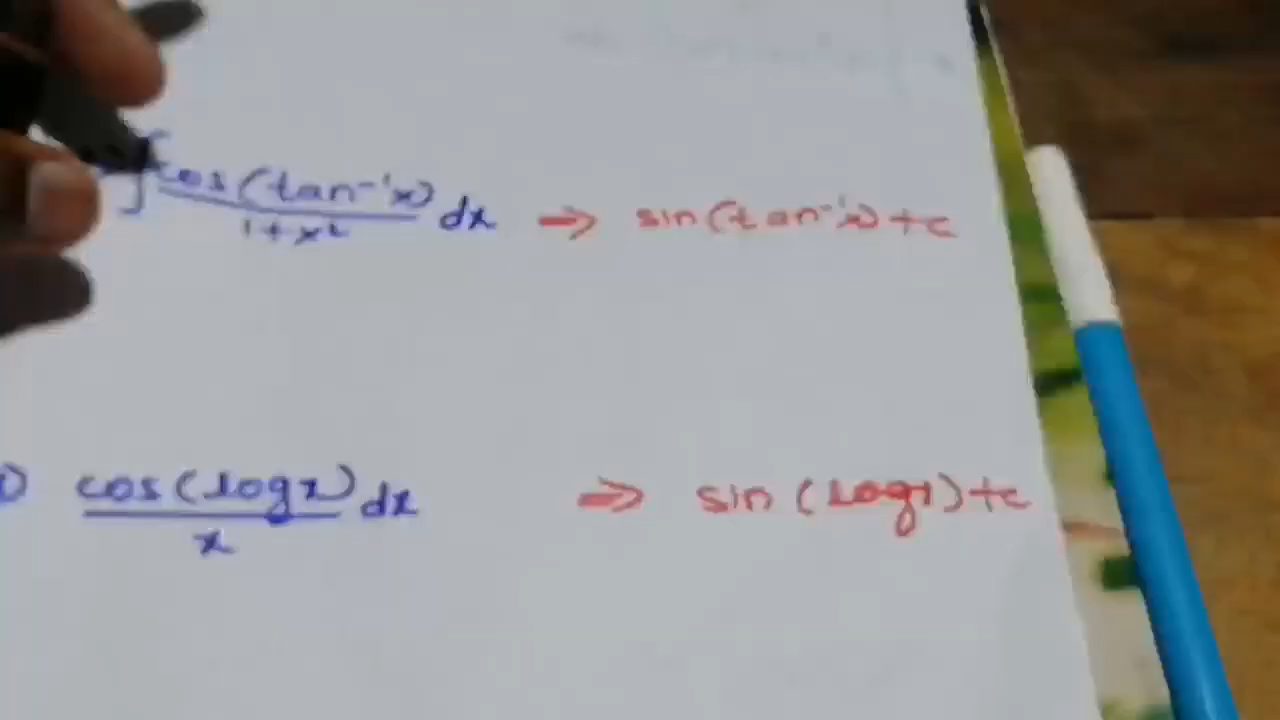 ∫ cos(tan⁻¹x) / 1+x² dx ⇒ sin(tan⁻¹x)+c
cos(logx) / x dx ⇒ sin (logx)+c